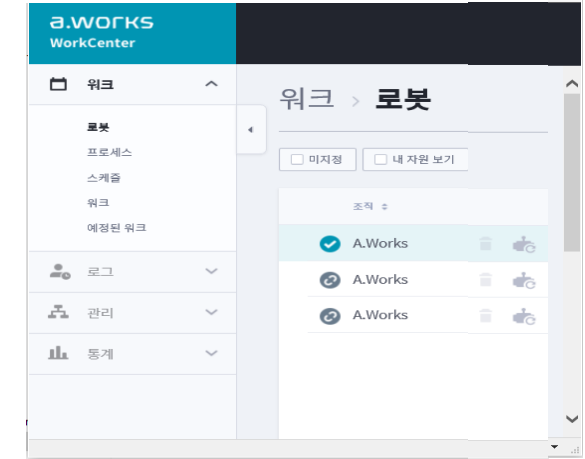 a.works
WorkCenter
워크
로봇
프로세스
스케줄
워크
예정된 워크
로그
관리
통계
워크 > 로봇
미지정 내 자원 보기
조직
A.Works
A.Works
A.Works